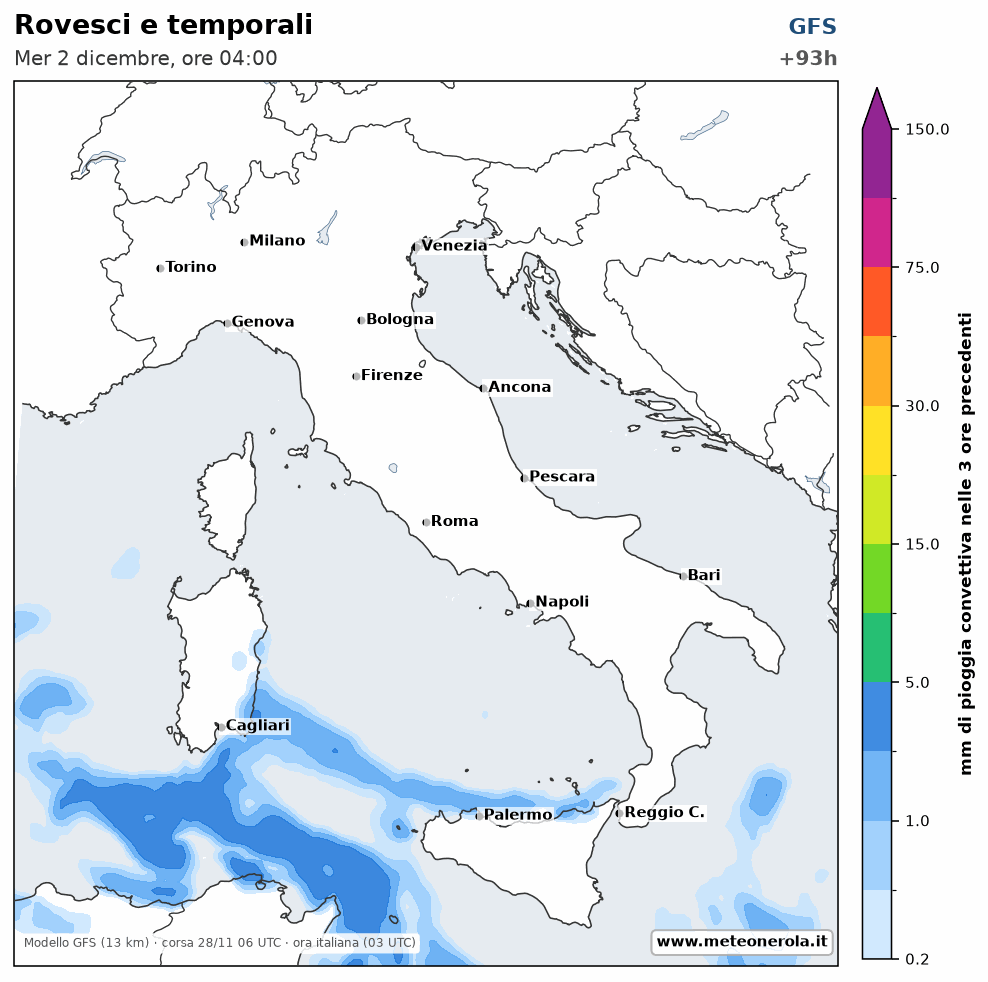 Rovesci e temporali
GFS
Mer 2 dicembre, ore 04:00
+93h
150.0
75.0
30.0
15.0
5.0
1.0
0.2
mm di pioggia convettiva nelle 3 ore precedenti
Milano
Venezia
Torino
Genova
Bologna
Firenze
Ancona
Pescara
Roma
Bari
Napoli
Cagliari
Palermo
Reggio C.
Modello GFS (13 km) · corsa 28/11 06 UTC · ora italiana (03 UTC)
www.meteonerola.it